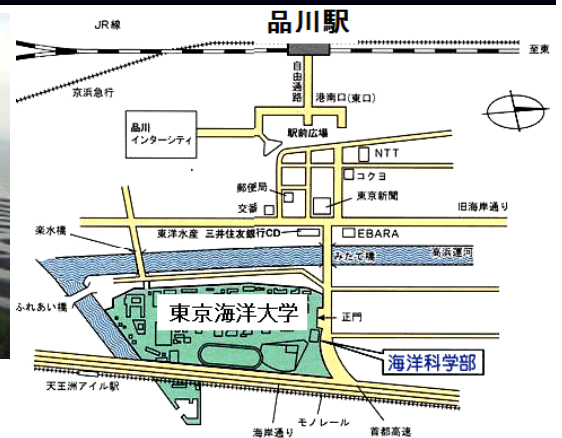 品川駅
JR線
至東
自由通路
京浜急行
港南口(東口)
品川
インターシティ
駅前広場
NTT
コクヨ
郵便局
東京新聞
交番
旧海岸通り
楽水橋
東洋水産
三井住友銀行CD
EBARA
みたて橋
高浜運河
ふれあい橋
東京海洋大学
正門
海洋科学部
天王洲アイル駅
海岸通り
モノレール
首都高速